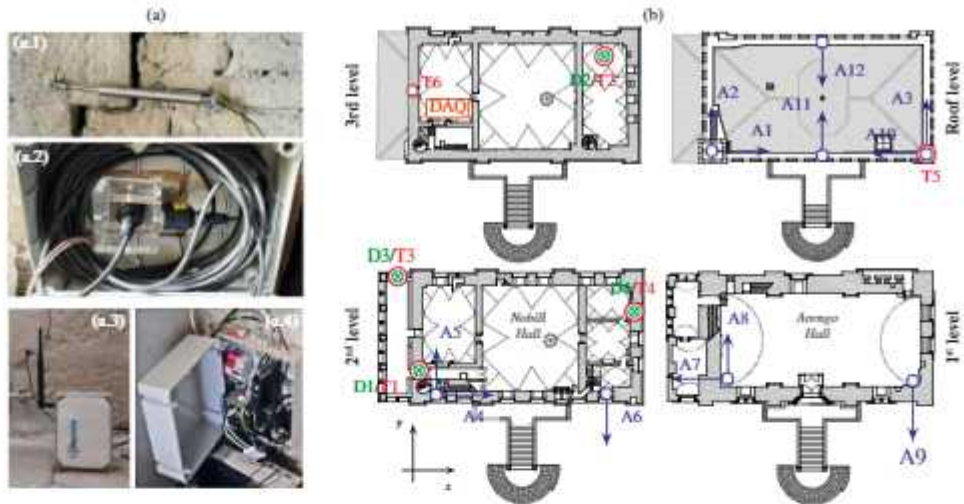 (a)
(b)
(a.1)
(a.2)
(a.3)
(a.4)
3rd level
T6
DAQ
D2/T2
Roof level
A2
A12
A11
A3
A1
A10
T5
2nd level
D3/T3
A5
Nobili
Hall
D4/T4
D1/T1
A4
A6
y
x
1st level
A8
Arengo
Hall
A7
A9